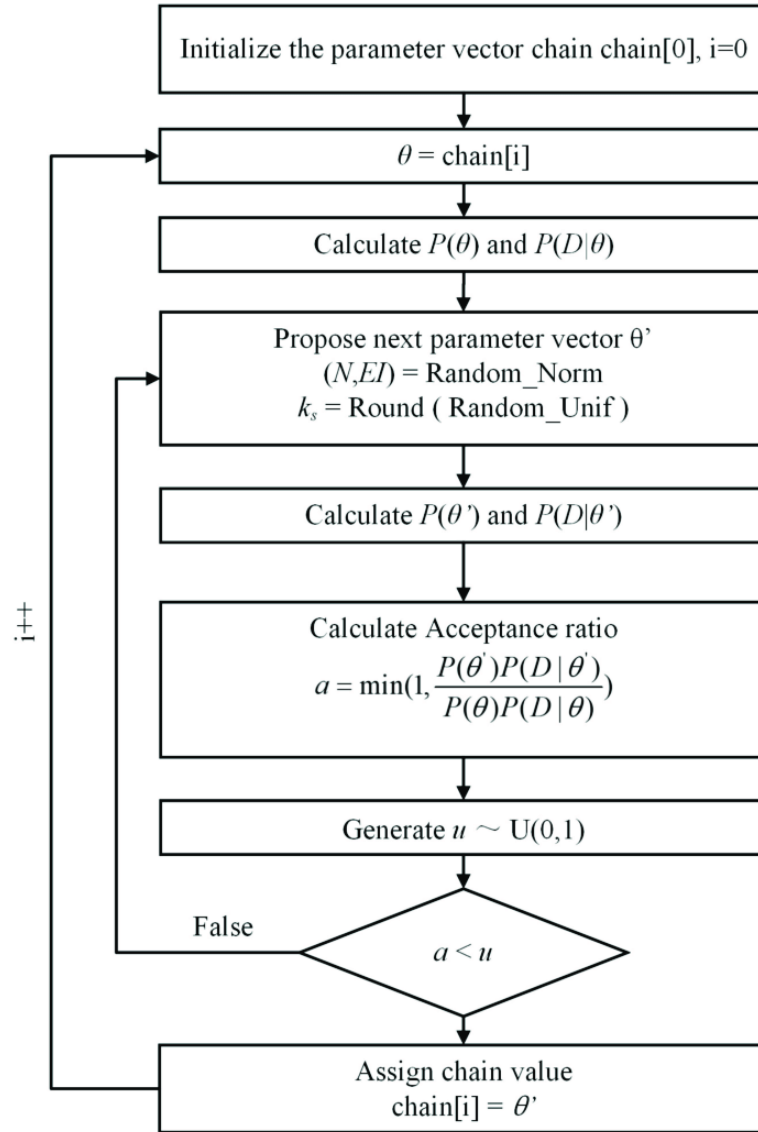 Initialize the parameter vector chain chain[0], i=0
θ = chain[i]
Calculate P(θ) and P(D|θ)
Propose next parameter vector θ’
(N,EI) = Random_Norm
kₛ = Round ( Random_Unif )
Calculate P(θ’) and P(D|θ’)
i++
Calculate Acceptance ratio
a = min(1, P(θ')P(D | θ') / P(θ)P(D | θ))
Generate u ~ U(0,1)
False
a < u
Assign chain value
chain[i] = θ’